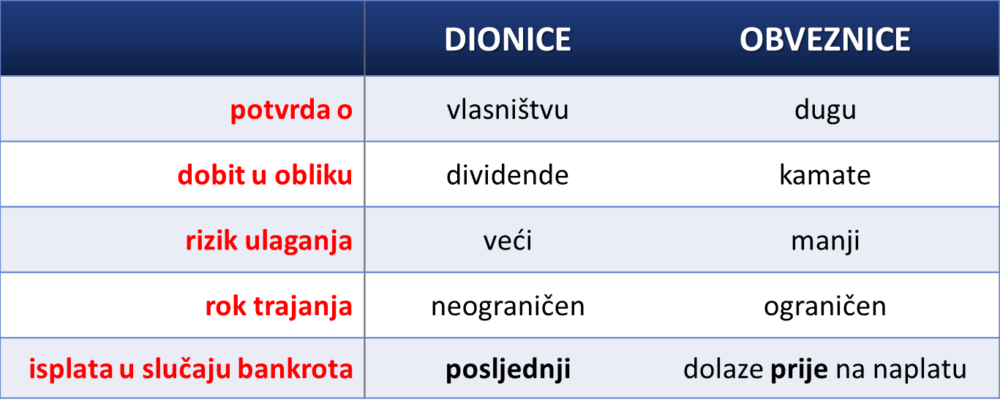 DIONICE OBVEZNICE
potvrda o vlasništvu dugu
dobit u obliku dividende kamate
rizik ulaganja veći manji
rok trajanja neograničen ograničen
isplata u slučaju bankrota posljednji dolaze prije na naplatu